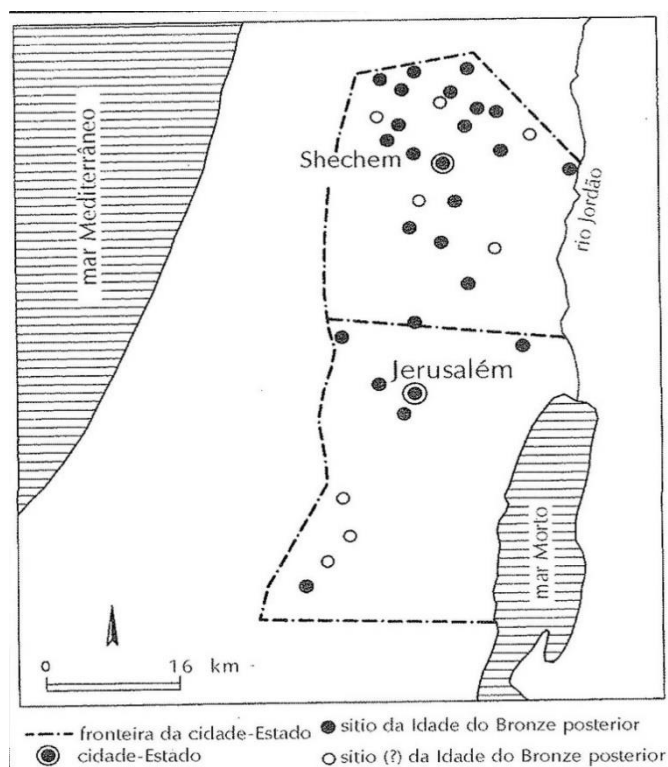 mar Mediterrâneo
Shechem
rio Jordão
Jerusalém
mar Morto
0 16 km
fronteira da cidade-Estado
sítio da Idade do Bronze posterior
cidade-Estado
sítio (?) da Idade do Bronze posterior